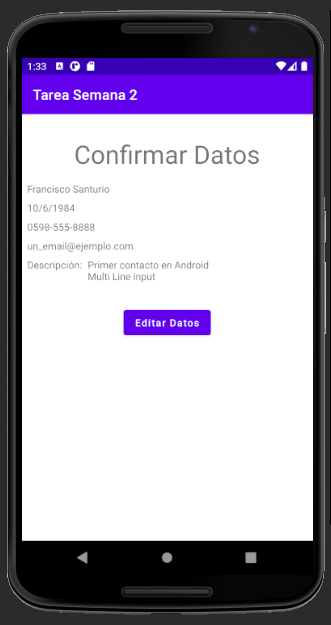 1:33
Tarea Semana 2
Confirmar Datos
Francisco Santurio
10/6/1984
0598-555-8888
un_email@ejemplo.com
Descripción: Primer contacto en Android
Multi Line input
Editar Datos